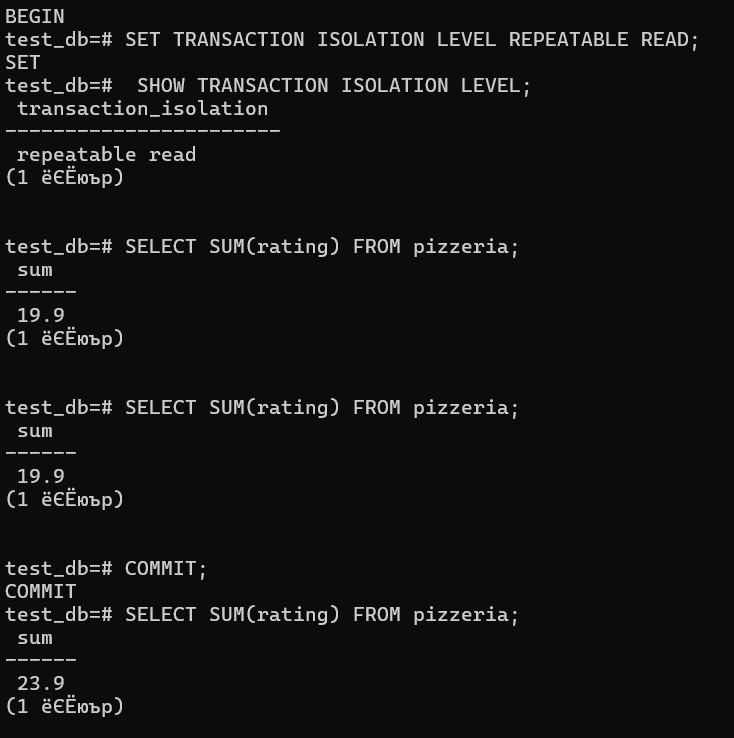 BEGIN
test_db=# SET TRANSACTION ISOLATION LEVEL REPEATABLE READ;
SET
test_db=#  SHOW TRANSACTION ISOLATION LEVEL;
 transaction_isolation
-----------------------
 repeatable read
(1 ёЄЁюър)
test_db=# SELECT SUM(rating) FROM pizzeria;
 sum
------
 19.9
(1 ёЄЁюър)
test_db=# SELECT SUM(rating) FROM pizzeria;
 sum
------
 19.9
(1 ёЄЁюър)
test_db=# COMMIT;
COMMIT
test_db=# SELECT SUM(rating) FROM pizzeria;
 sum
------
 23.9
(1 ёЄЁюър)